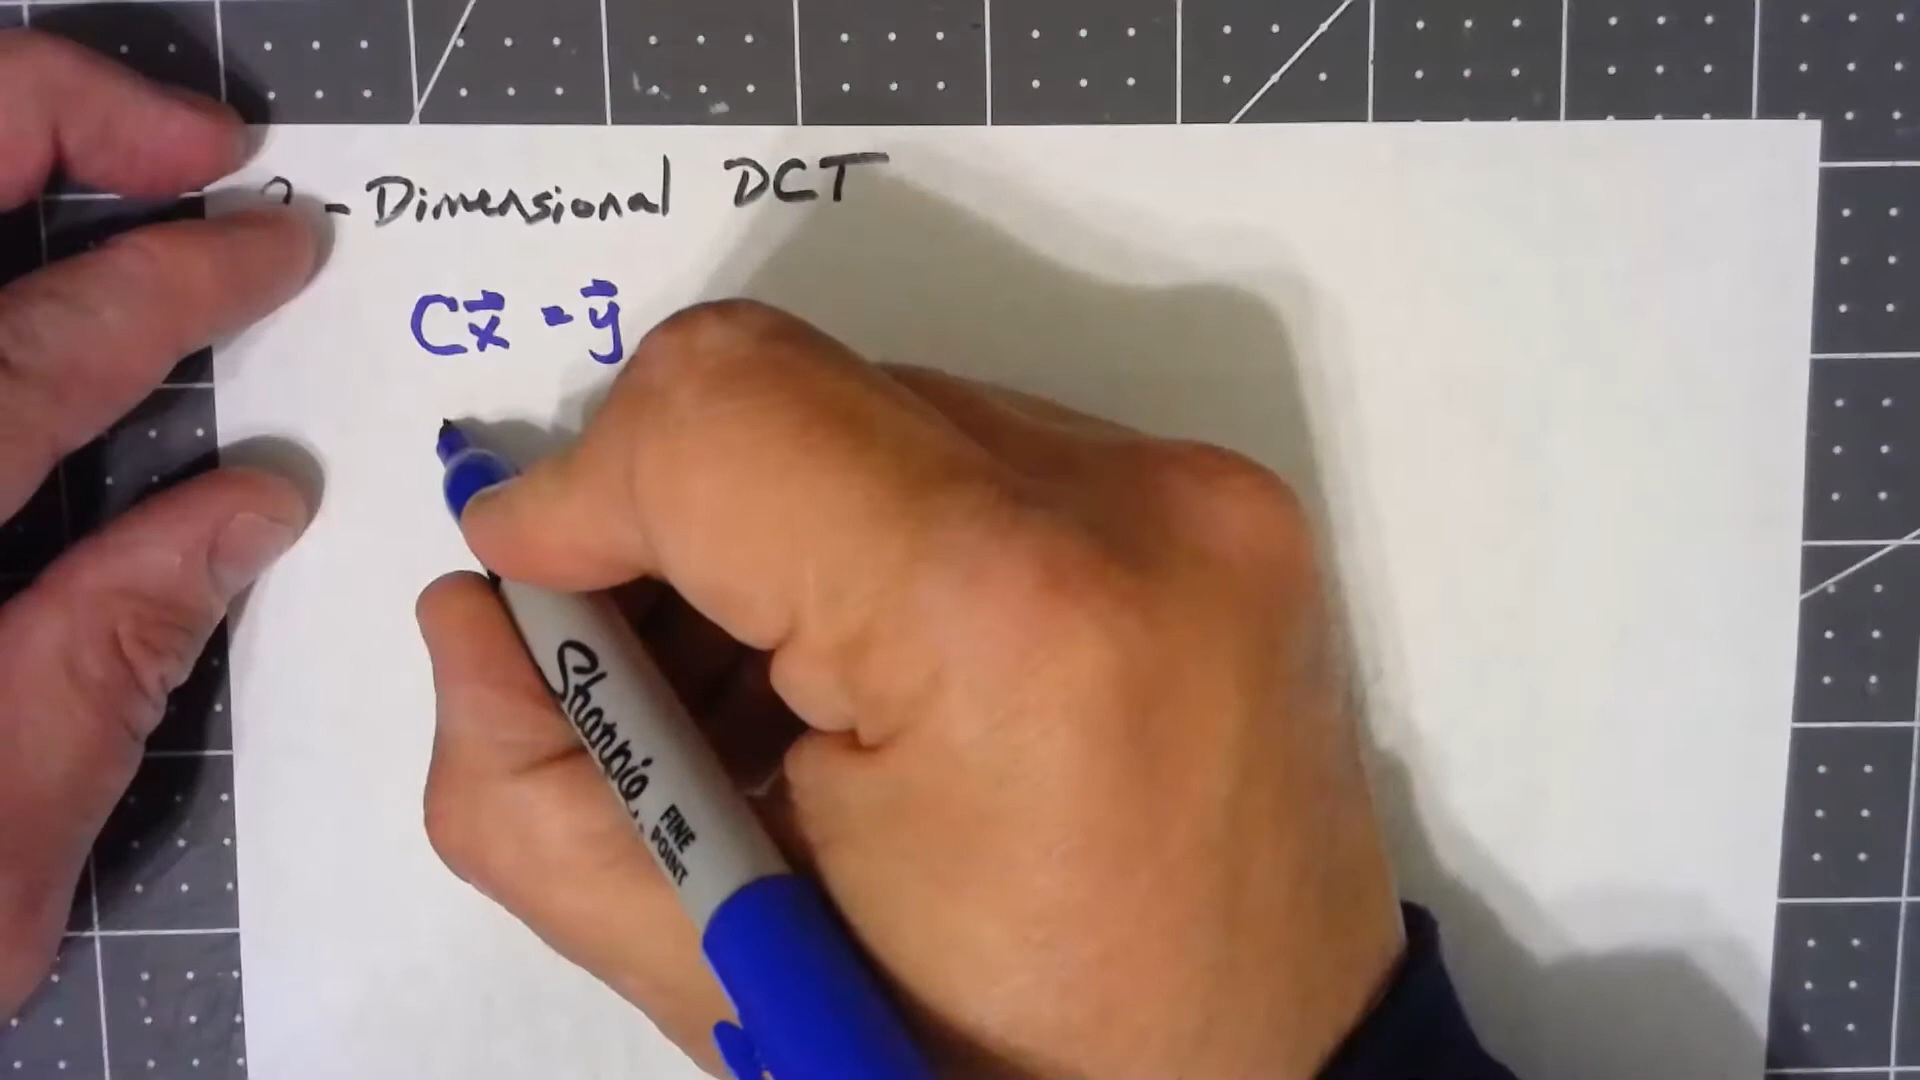 - Dimensional DCT
Cx⃗ = y⃗
Sharpie
FINE
POINT